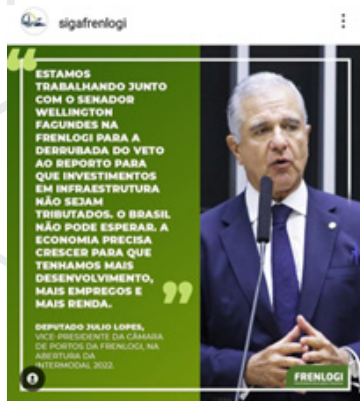 sigafrenlogi
ESTAMOS
TRABALHANDO JUNTO
COM O SENADOR
WELLINGTON
FAGUNDES NA
FRENLOGI PARA A
DERRUBADA DO VETO
AO REPORTO PARA
QUE INVESTIMENTOS
EM INFRAESTRUTURA
NÃO SEJAM
TRIBUTADOS. O BRASIL
NÃO PODE ESPERAR. A
ECONOMIA PRECISA
CRESCER PARA QUE
TENHAMOS MAIS
DESENVOLVIMENTO,
MAIS EMPREGOS E
MAIS RENDA.
DEPUTADO JULIO LOPES,
VICE-PRESIDENTE DA CÂMARA
DE PORTOS DA FRENLOGI, NA
ABERTURA DA
INTERMODAL 2022.
FRENLOGI